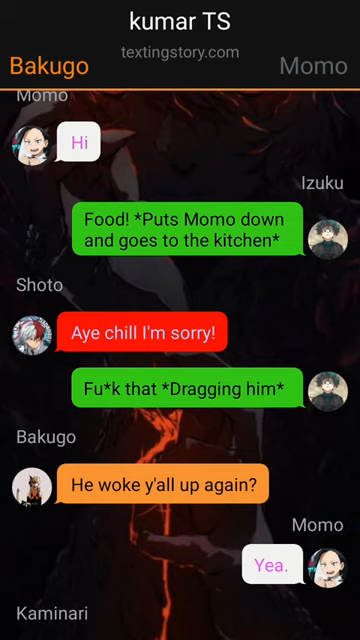 kumar TS
textingstory.com
Bakugo
Momo
Momo
Hi
Izuku
Food! *Puts Momo down
and goes to the kitchen*
Shoto
Aye chill I'm sorry!
Fu*k that *Dragging him*
Bakugo
He woke y'all up again?
Momo
Yea.
Kaminari